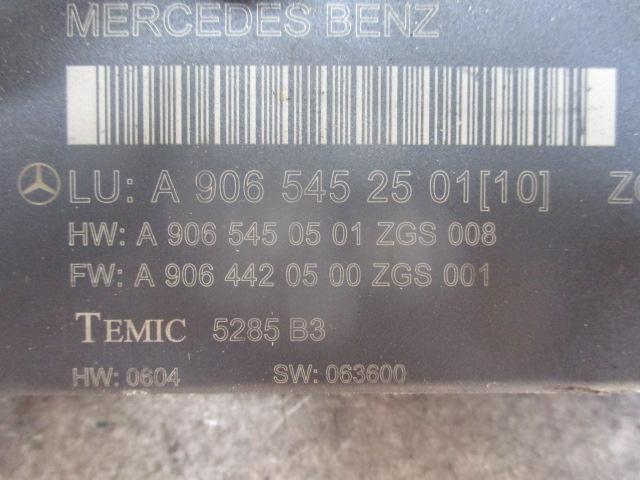 MERCEDES BENZ
LU: A 906 545 25 01[10]
HW: A 906 545 05 01 ZGS 008
FW: A 906 442 05 00 ZGS 001
TEMIC 5285 B3
HW: 0604 SW: 063600